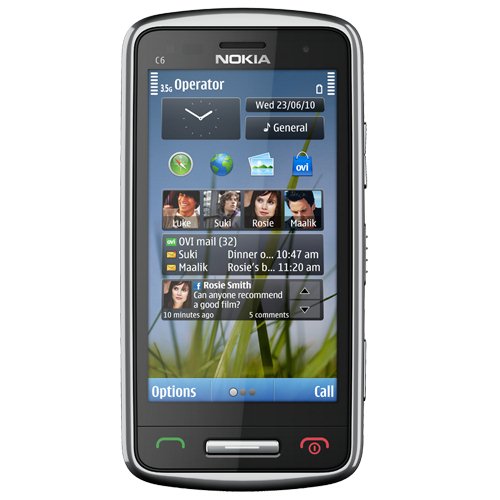 C6
NOKIA
3.5G Operator
Wed 23/06/10
General
ovi
Luke Suki Rosie Maalik
ovi OVI mail (32)
Suki Dinner o... 10:47 am
Maalik Rosie's b... 11:20 am
f Rosie Smith
Can anyone recommend
a good film?
10 minutes ago 5 comments
Options Call